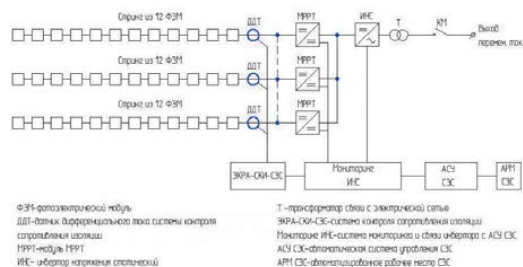 Стринг из 12 ФЭМ
ДДТ
МРРТ
ИНС
Т
КМ
Выход
перемен. ток
Стринг из 12 ФЭМ
ДДТ
МРРТ
Стринг из 12 ФЭМ
ДДТ
МРРТ
ЭКРА-СКИ-СЭС
Мониторинг
ИНС
АСУ
СЭС
АРМ
СЭС
ФЭМ-фотоэлектрический модуль
ДДТ-датчик дифференциального тока системы контроля
сопротивления изоляции
МРРТ-модуль МРРТ
ИНС- инвертор напряжения статический
Т -трансформатор связи с электрической сетью
ЭКРА-СКИ-СЭС-система контроля сопротивления изоляции
Мониторинг ИНС-система мониторинга и связи инвертора с АСУ СЭС
АСУ СЭС-автоматическая система управления СЭС
АРМ СЭС-автоматизированное рабочее место СЭС